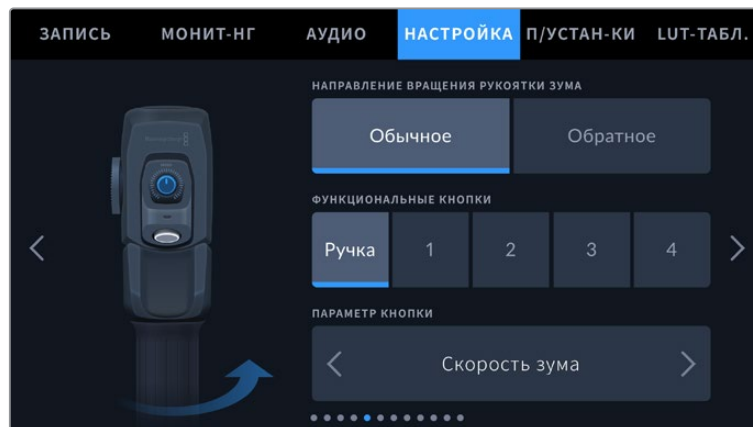 ЗАПИСЬ МОНИТ-НГ АУДИО НАСТРОЙКА П/УСТАН-КИ LUT-ТАБЛ.
НАПРАВЛЕНИЕ ВРАЩЕНИЯ РУКОЯТКИ ЗУМА
Обычное Обратное
ФУНКЦИОНАЛЬНЫЕ КНОПКИ
Ручка 1 2 3 4
ПАРАМЕТР КНОПКИ
Скорость зума